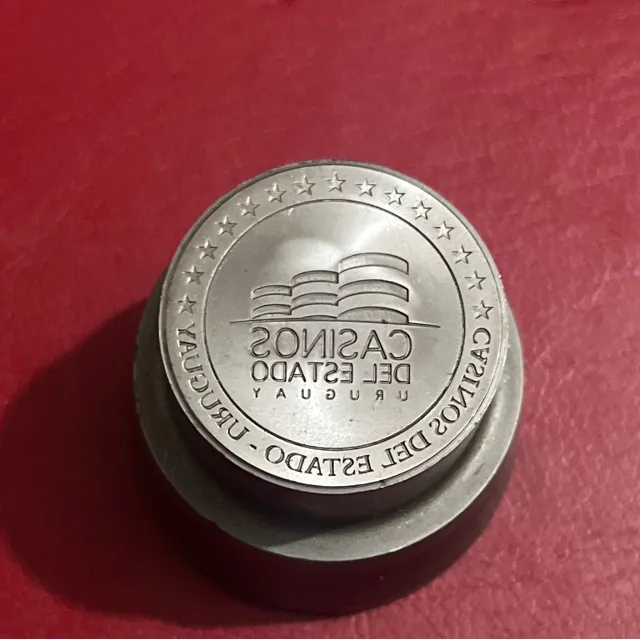 CASINOS
DEL ESTADO
URUGUAY
CASINOS DEL ESTADO - URUGUAY